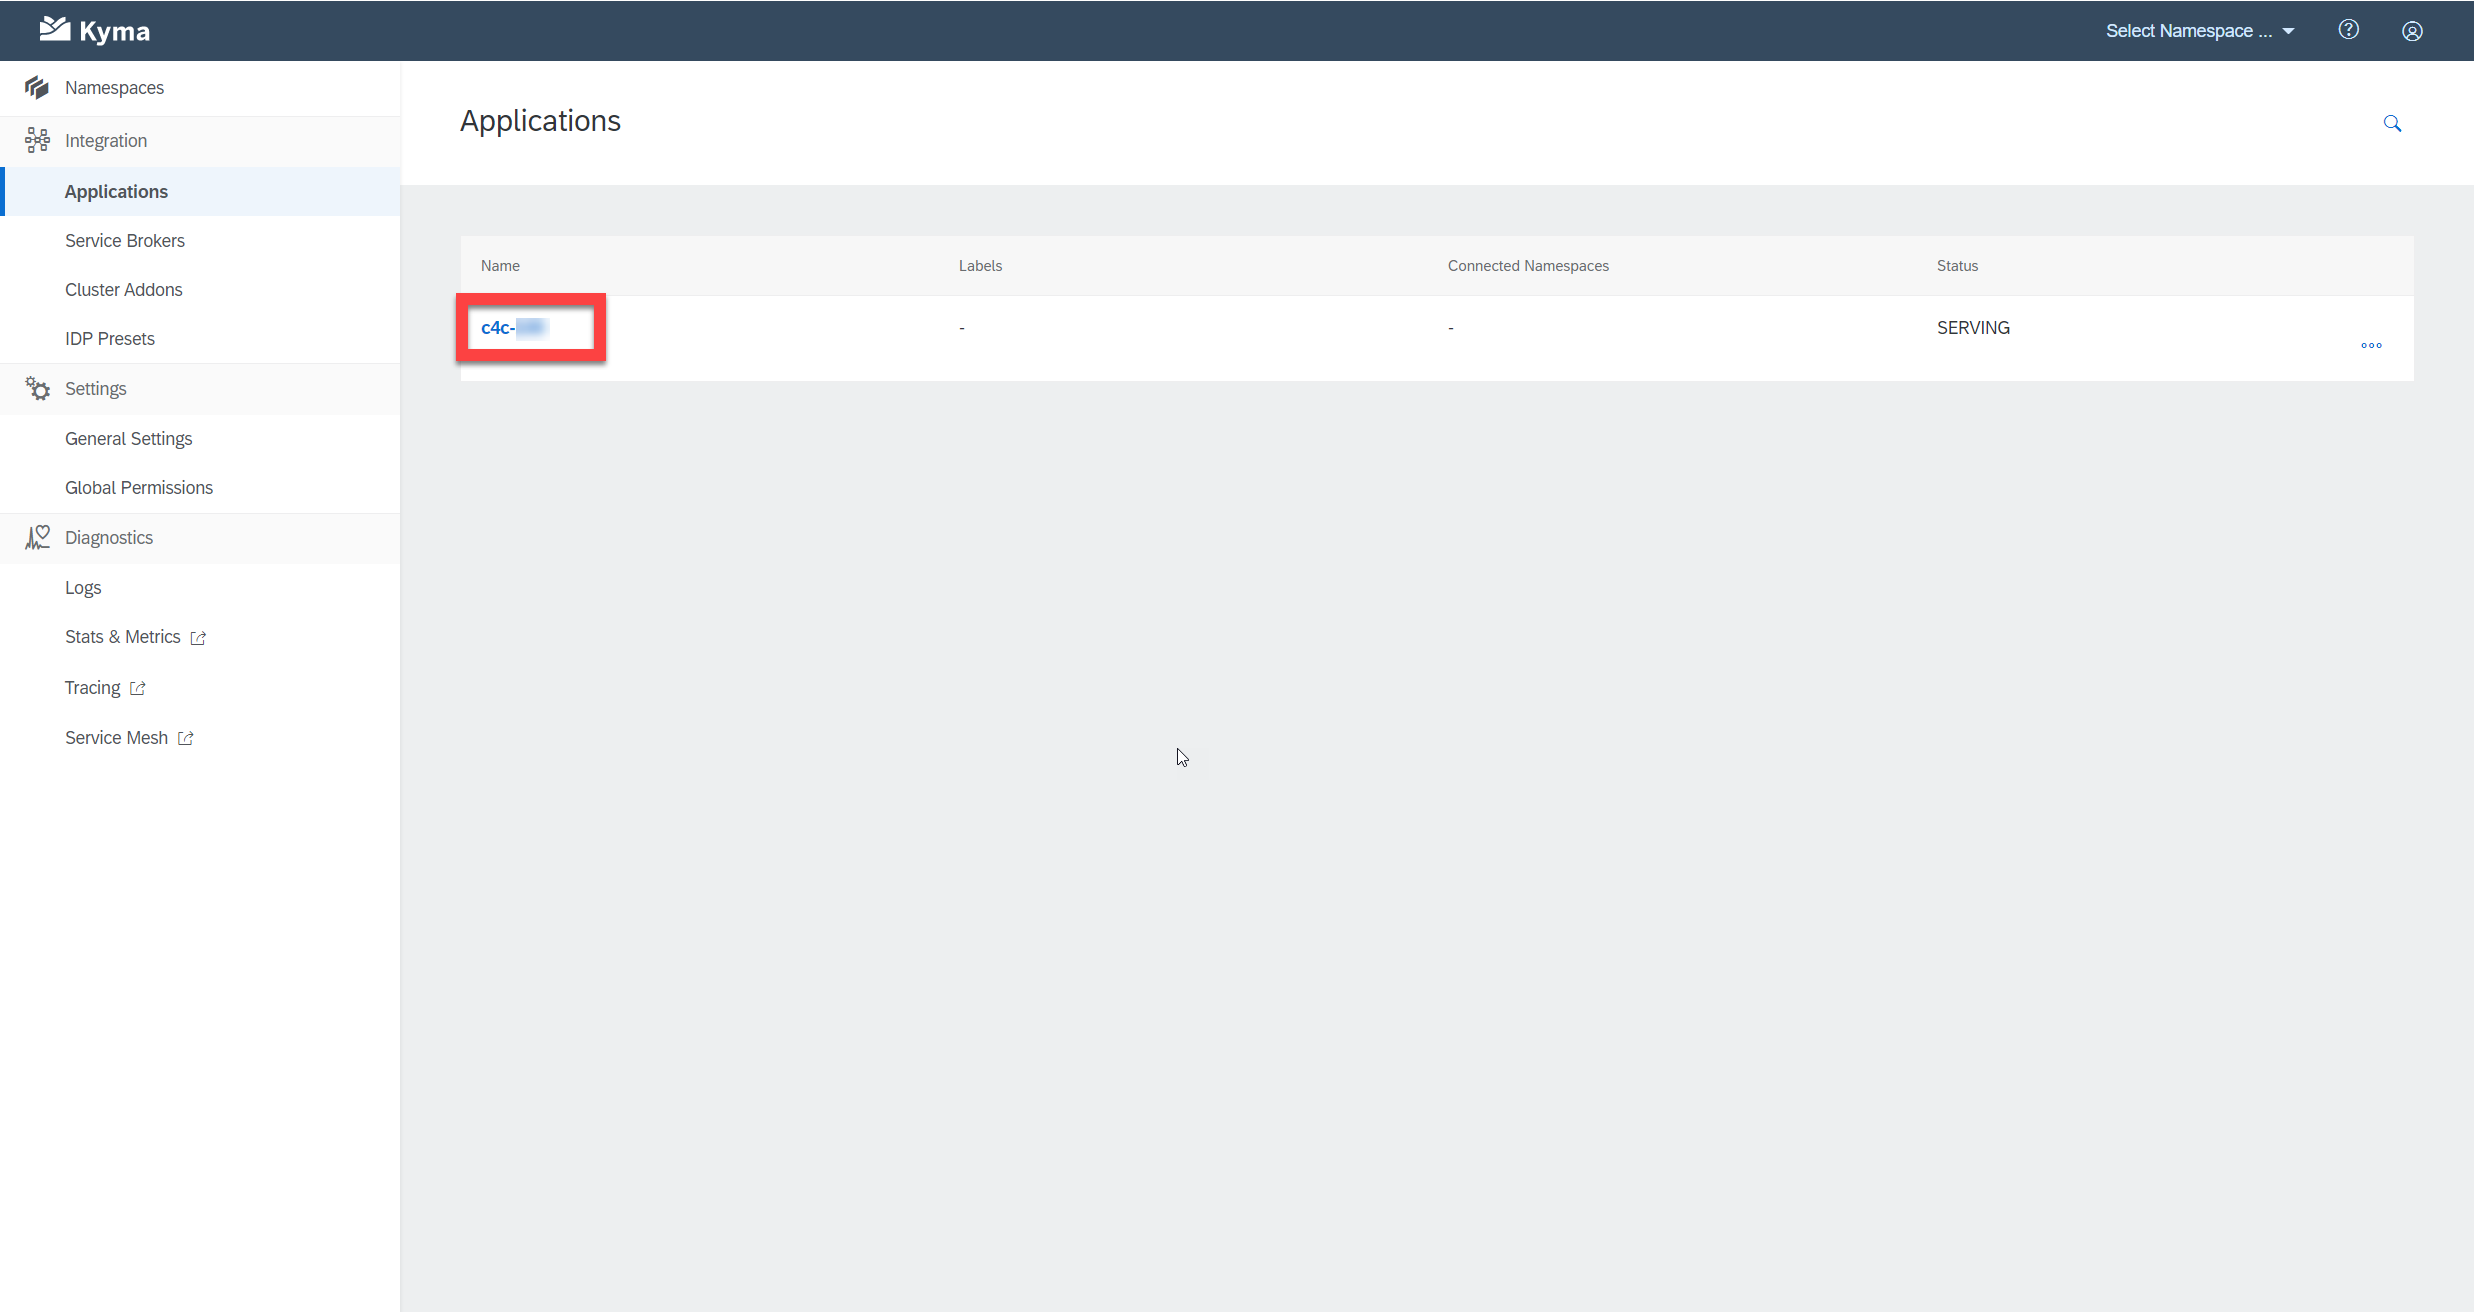 Kyma
Select Namespace ...
Namespaces
Integration
Applications
Service Brokers
Cluster Addons
IDP Presets
Settings
General Settings
Global Permissions
Diagnostics
Logs
Stats & Metrics
Tracing
Service Mesh
Applications
Name Labels Connected Namespaces Status
c4c- - - SERVING